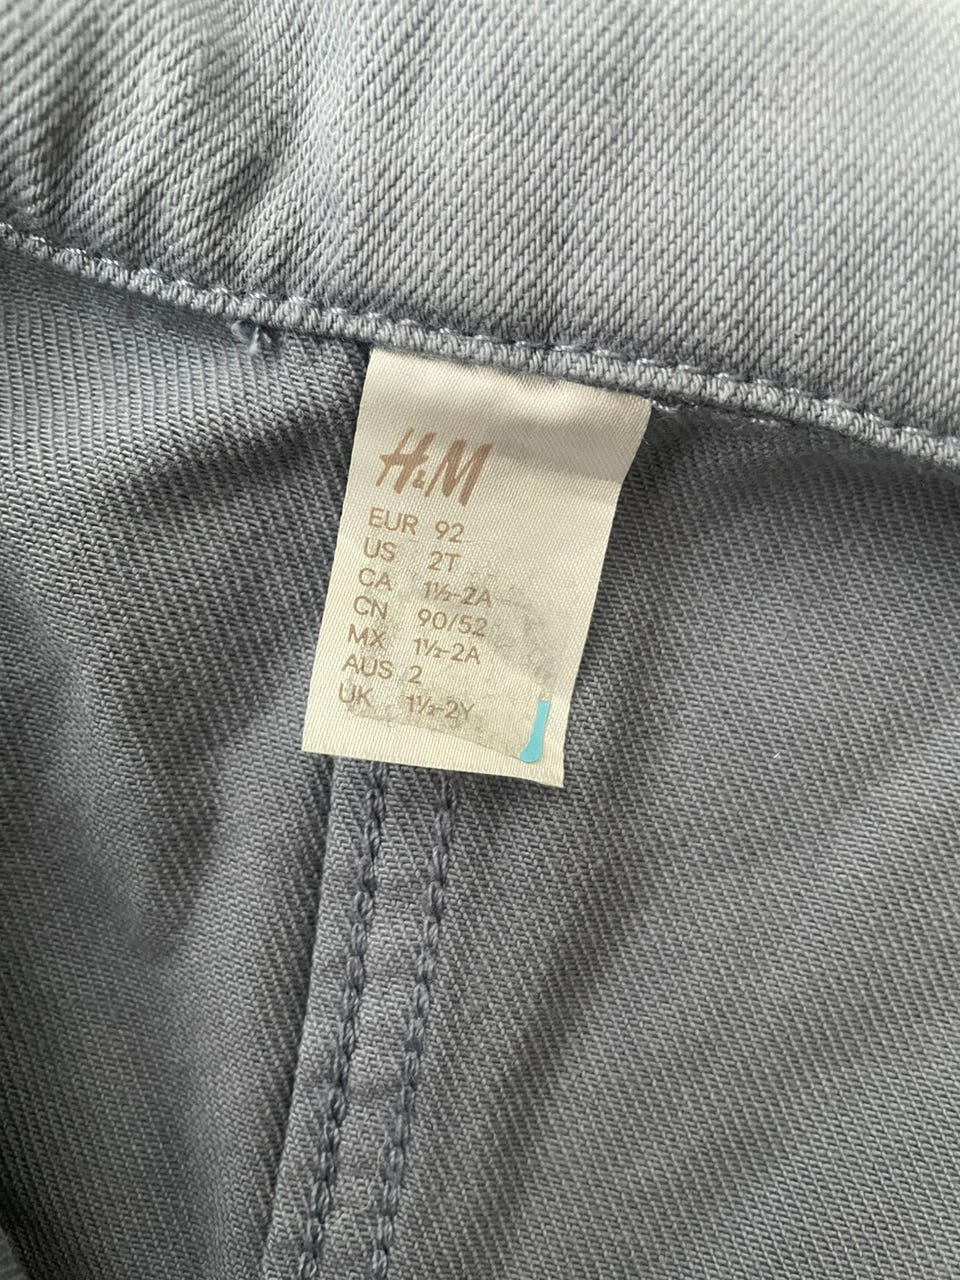 H&M
EUR 92
US 2T
CA 1½-2A
CN 90/52
MX 1½-2A
AUS 2
UK 1½-2Y